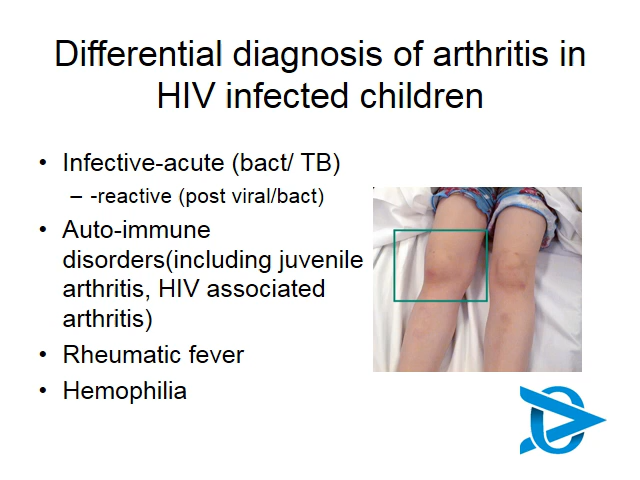 Differential diagnosis of arthritis in
HIV infected children
• Infective-acute (bact/ TB)
– -reactive (post viral/bact)
• Auto-immune
disorders(including juvenile
arthritis, HIV associated
arthritis)
• Rheumatic fever
• Hemophilia